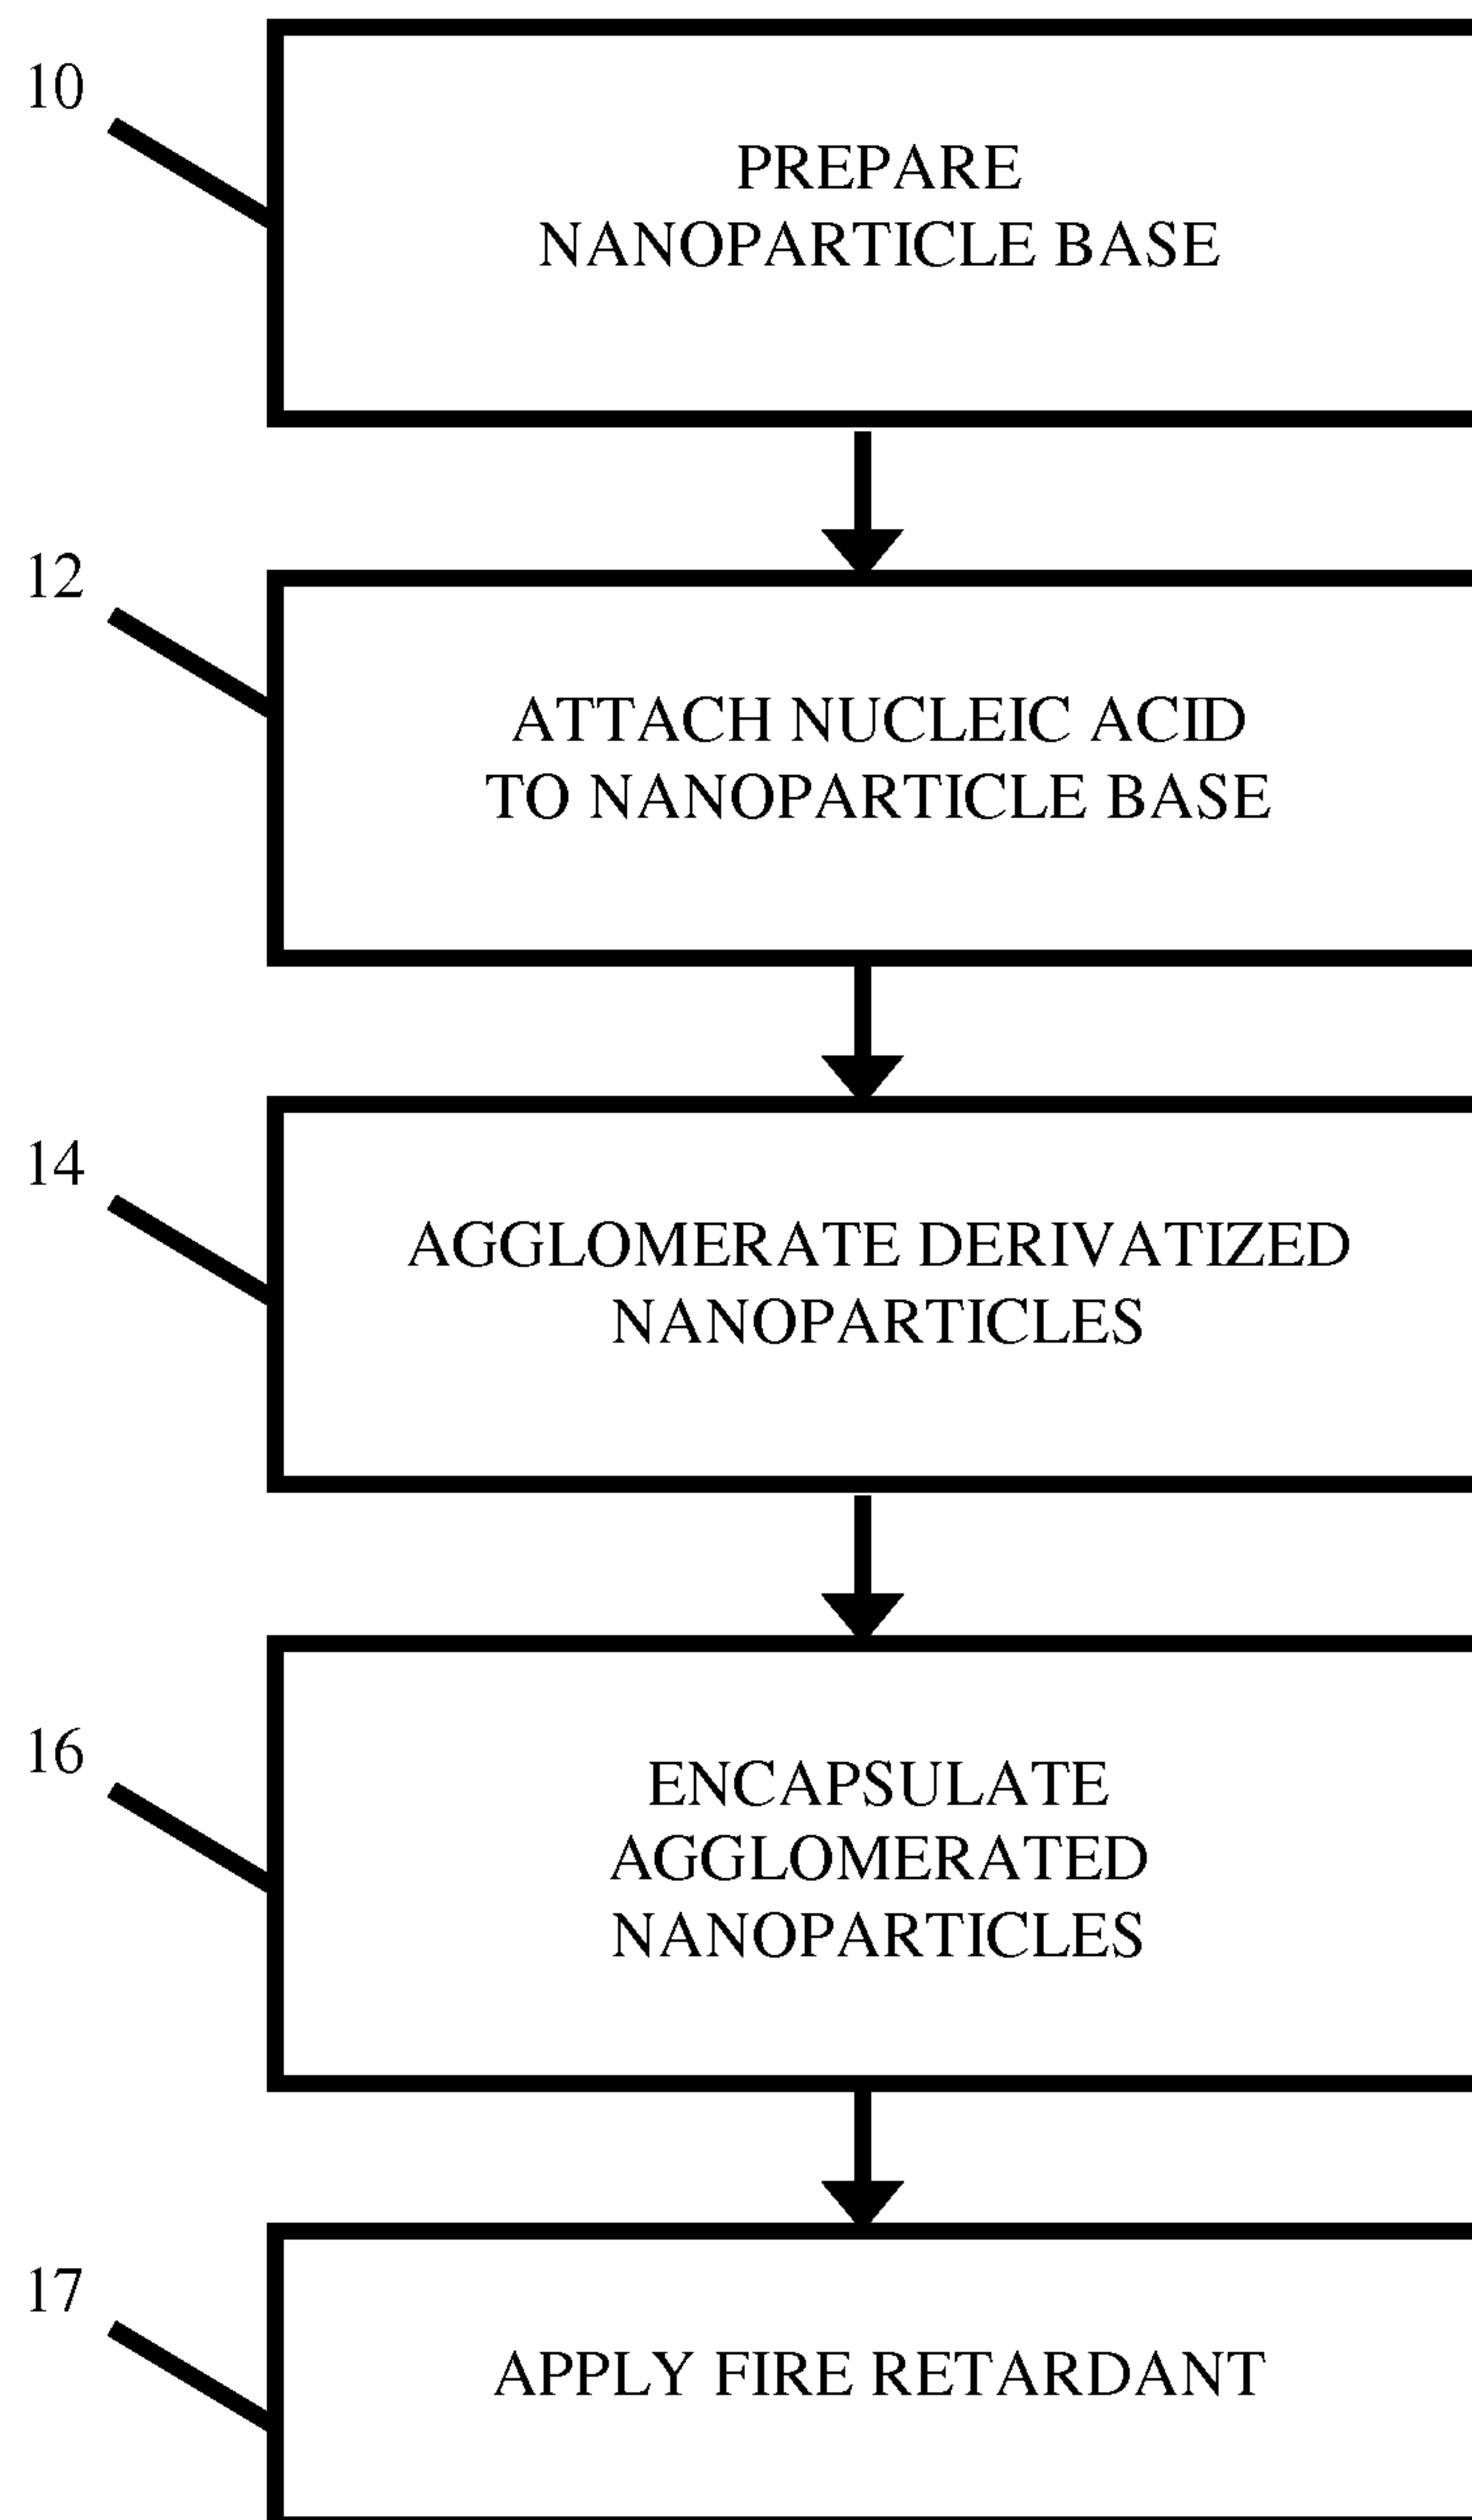 10
PREPARE
NANOPARTICLE BASE
12
ATTACH NUCLEIC ACID
TO NANOPARTICLE BASE
14
AGGLOMERATE DERIVATIZED
NANOPARTICLES
16
ENCAPSULATE
AGGLOMERATED
NANOPARTICLES
17
APPLY FIRE RETARDANT